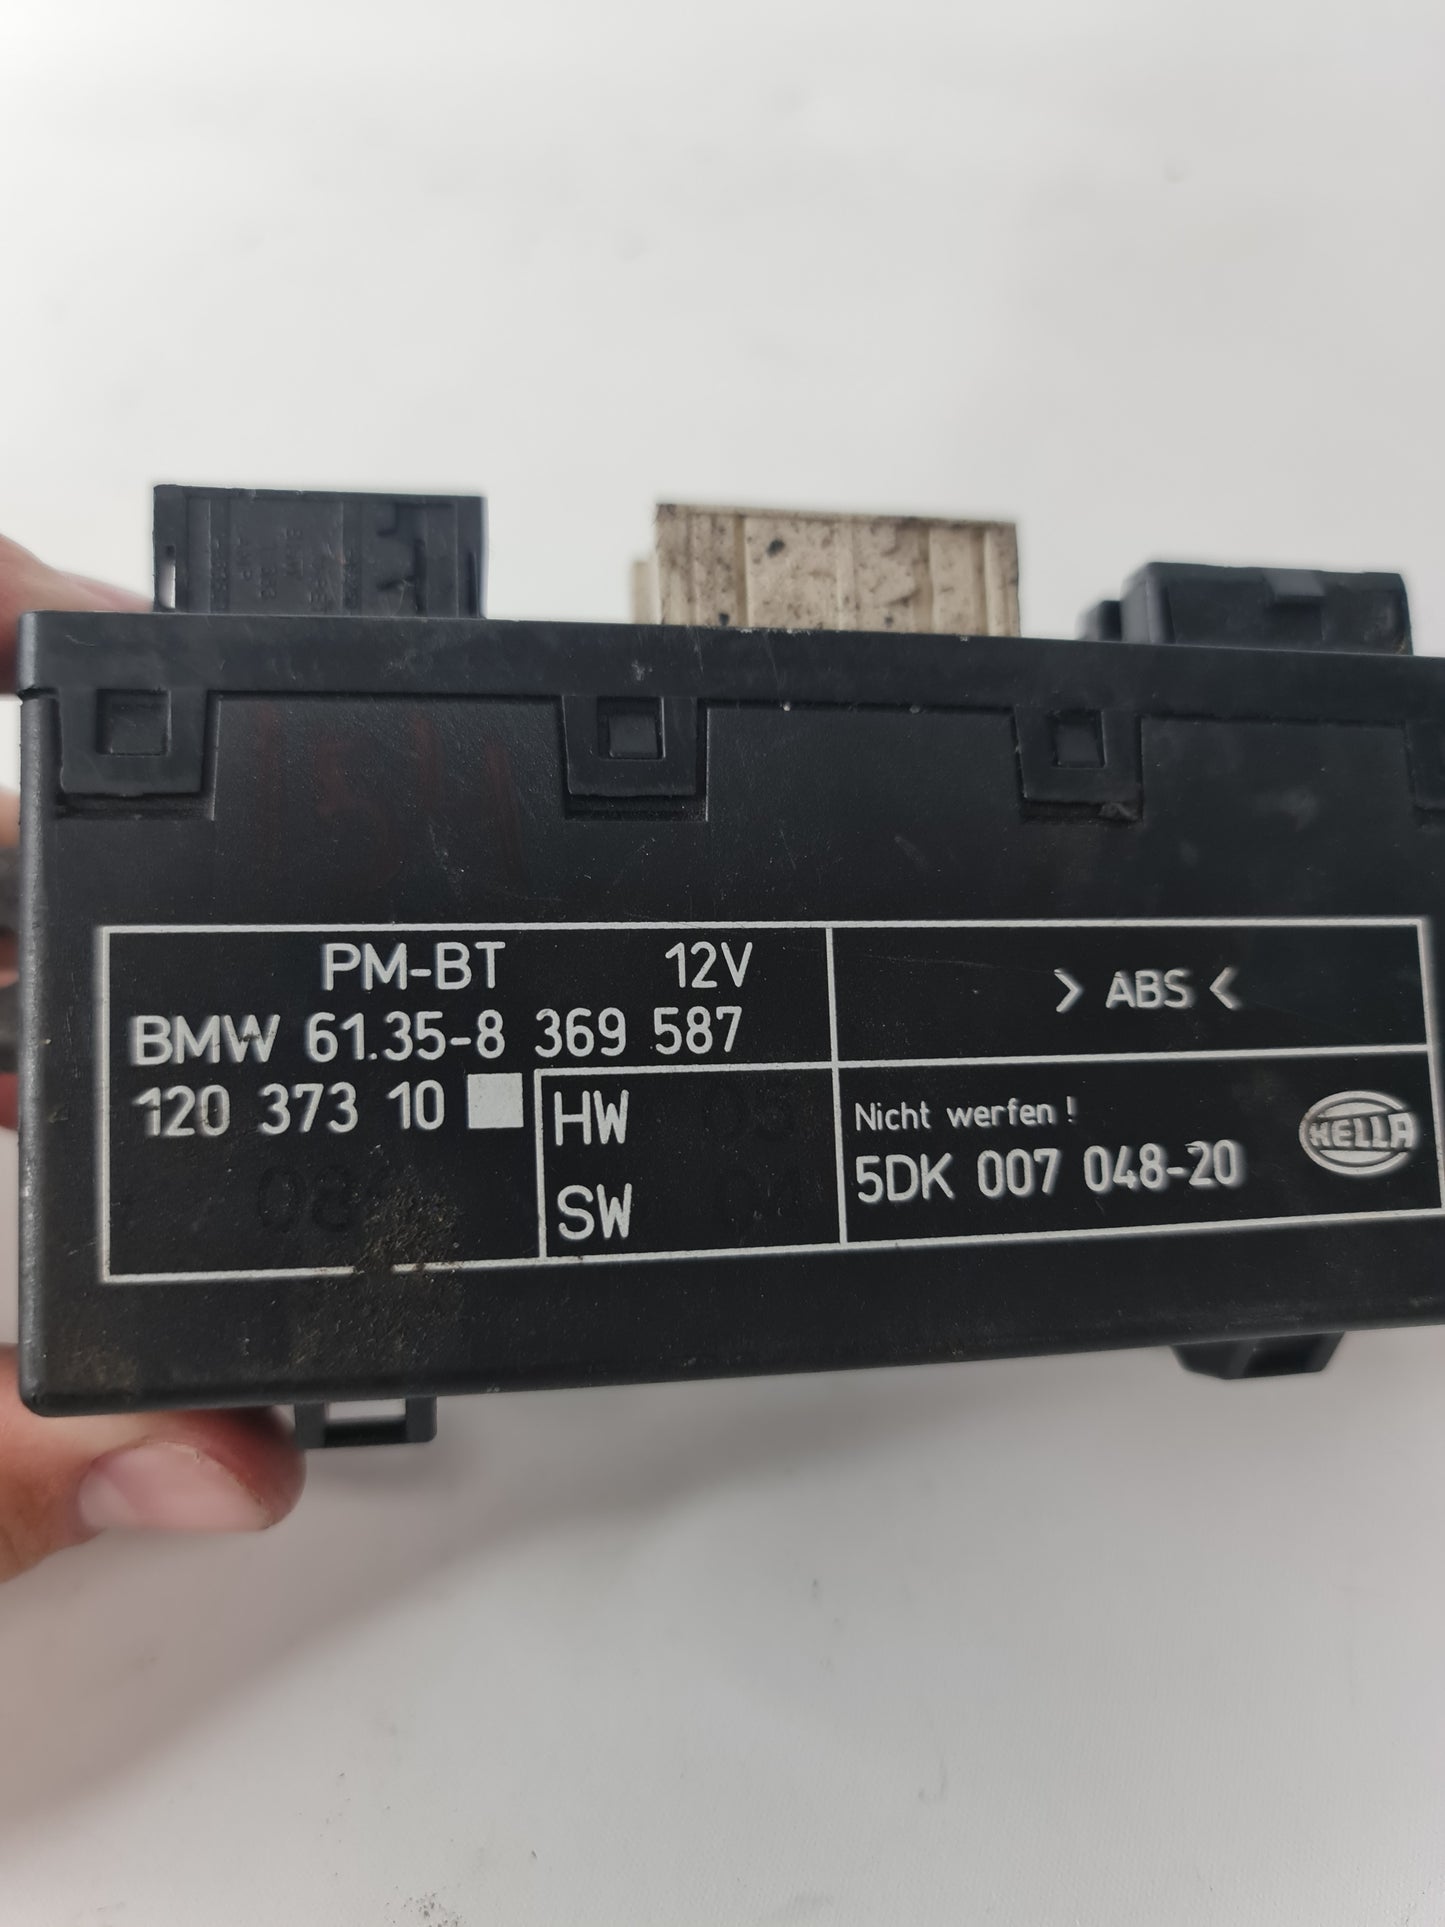 PM-BT 12V
BMW 61.35-8 369 587
120 373 10
HW
SW
> ABS <
Nicht werfen !
5DK 007 048-20
HELLA